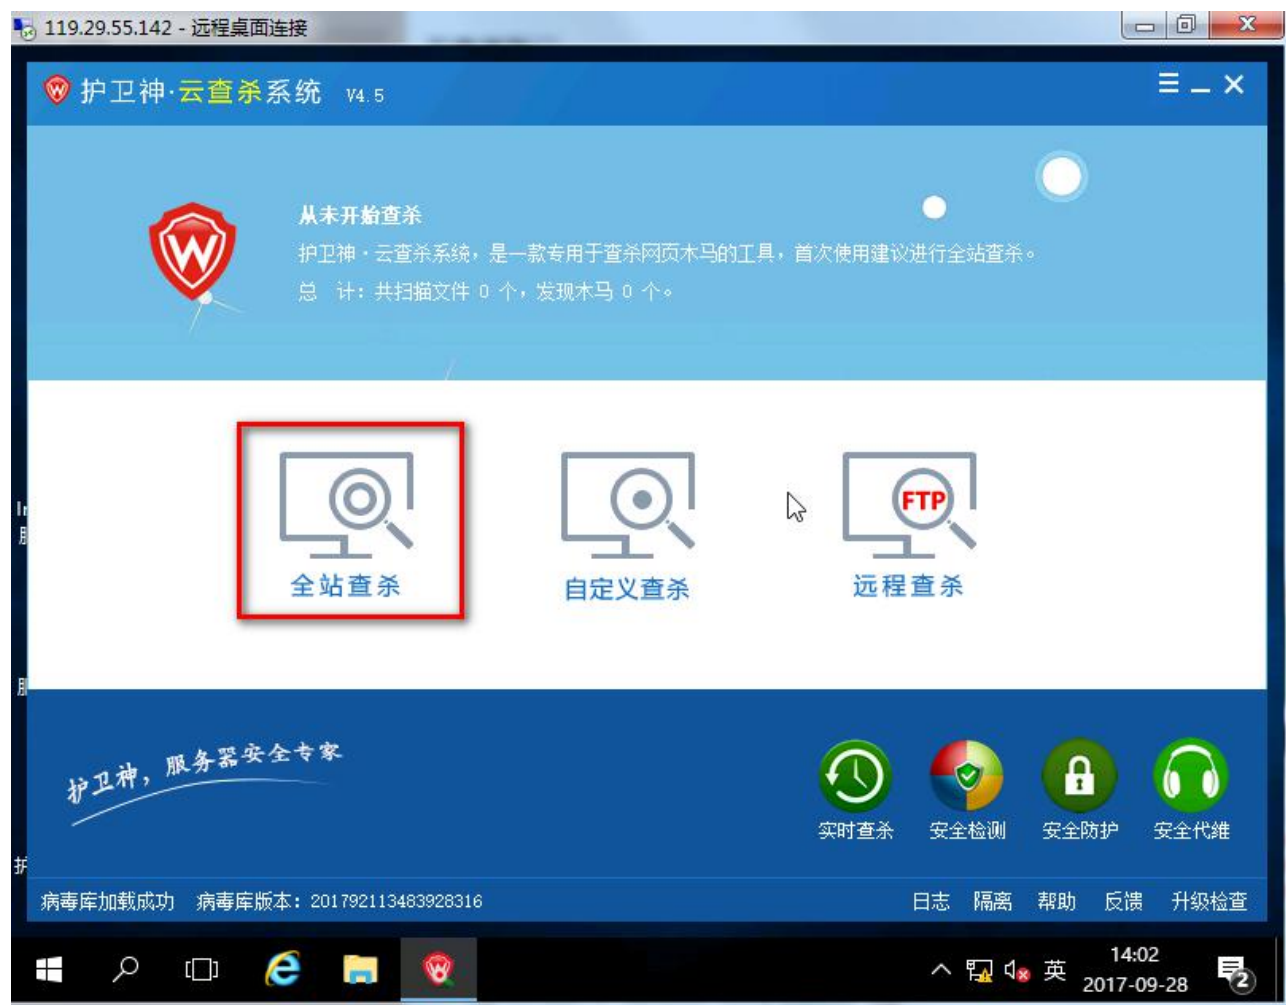 119.29.55.142 - 远程桌面连接
护卫神·云查杀系统 V4.5
从未开始查杀
护卫神·云查杀系统，是一款专用于查杀网页木马的工具，首次使用建议进行全站查杀。
总 计：共扫描文件 0 个，发现木马 0 个。
FTP
全站查杀 自定义查杀 远程查杀
护卫神，服务器安全专家
实时查杀 安全检测 安全防护 安全代维
病毒库加载成功 病毒库版本：201792113483928316 日志 隔离 帮助 反馈 升级检查
英 14:02
2017-09-28 2